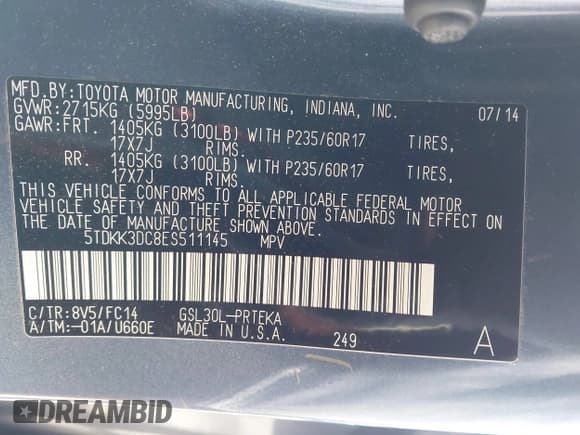 MFD.BY:TOYOTA MOTOR MANUFACTURING, INDIANA, INC.
GVWR:2715KG (5995LB) 07/14
GAWR:FRT. 1405KG (3100LB) WITH P235/60R17 TIRES,
17X7J RIMS.
RR. 1405KG (3100LB) WITH P235/60R17 TIRES,
17X7J RIMS.
THIS VEHICLE CONFORMS TO ALL APPLICABLE FEDERAL MOTOR
VEHICLE SAFETY AND THEFT PREVENTION STANDARDS IN EFFECT ON
THE DATE OF MANUFACTURE SHOWN ABOVE.
5TDKK3DC8ES511145 MPV
C/TR:8V5/FC14 GSL30L-PRTEKA
A/TM:-01A/U660E MADE IN U.S.A. 249 A
DREAMBID